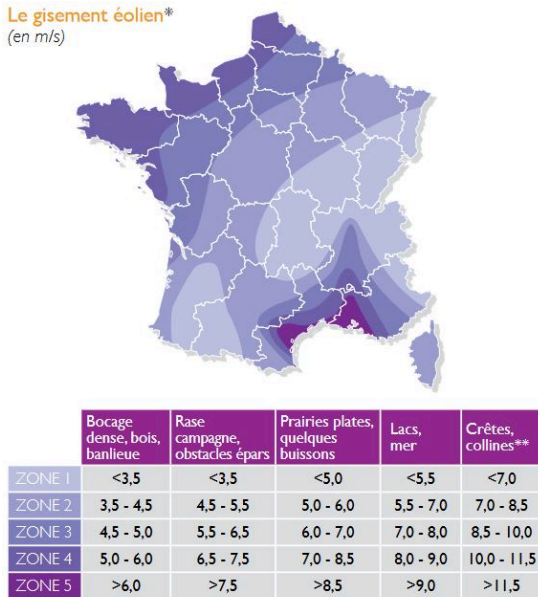 Le gisement éolien*
(en m/s)
Bocage dense, bois, banlieue
Rase campagne, obstacles épars
Prairies plates, quelques buissons
Lacs, mer
Crêtes, collines**
ZONE 1 <3,5 <3,5 <5,0 <5,5 <7,0
ZONE 2 3,5 - 4,5 4,5 - 5,5 5,0 - 6,0 5,5 - 7,0 7,0 - 8,5
ZONE 3 4,5 - 5,0 5,5 - 6,5 6,0 - 7,0 7,0 - 8,0 8,5 - 10,0
ZONE 4 5,0 - 6,0 6,5 - 7,5 7,0 - 8,5 8,0 - 9,0 10,0 - 11,5
ZONE 5 >6,0 >7,5 >8,5 >9,0 >11,5